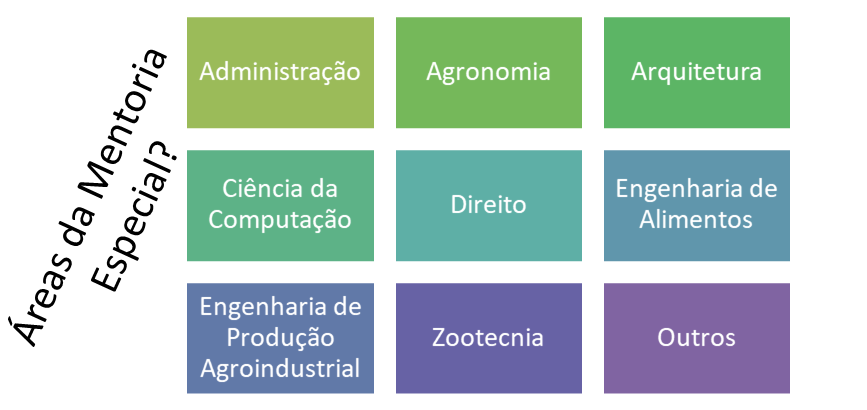 Áreas da Mentoria
Especial?
Administração
Agronomia
Arquitetura
Ciência da
Computação
Direito
Engenharia de
Alimentos
Engenharia de
Produção
Agroindustrial
Zootecnia
Outros